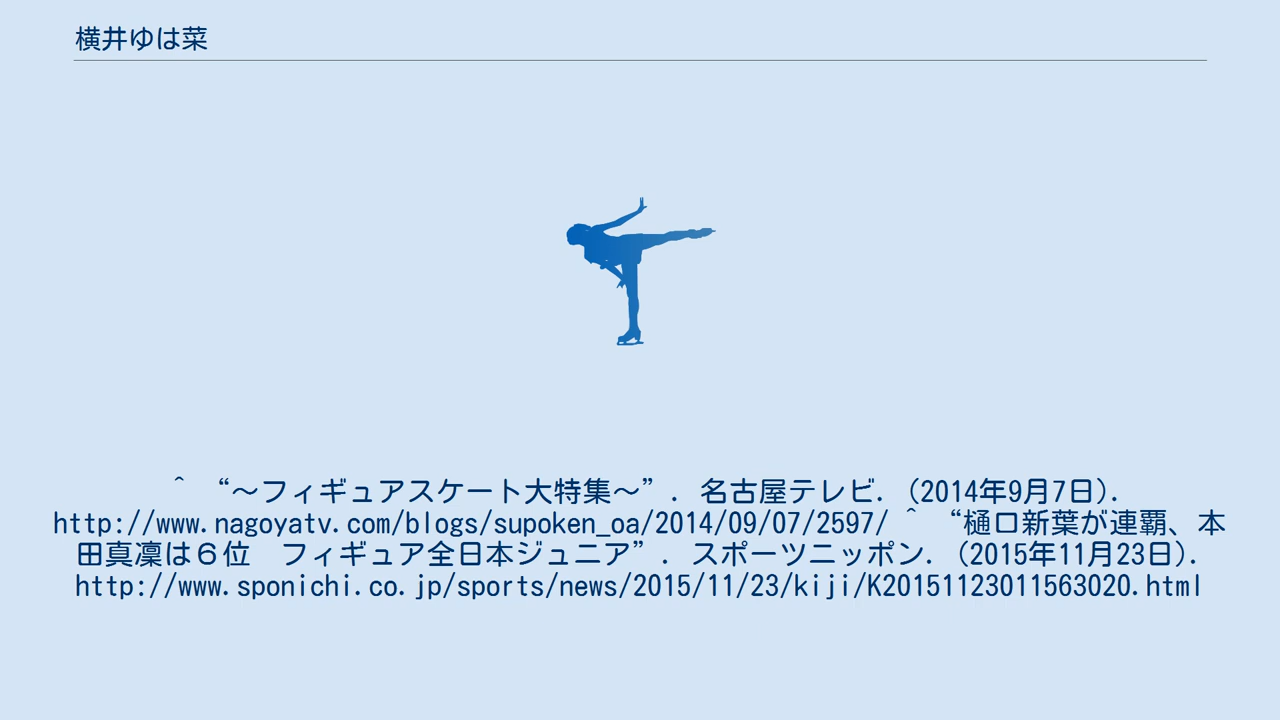 横井ゆは菜
^ “～フィギュアスケート大特集～”. 名古屋テレビ. (2014年9月7日).
http://www.nagoyatv.com/blogs/supoken_oa/2014/09/07/2597/ ^ “樋口新葉が連覇、本
田真凜は６位　フィギュア全日本ジュニア”. スポーツニッポン. (2015年11月23日).
http://www.sponichi.co.jp/sports/news/2015/11/23/kiji/K20151123011563020.html